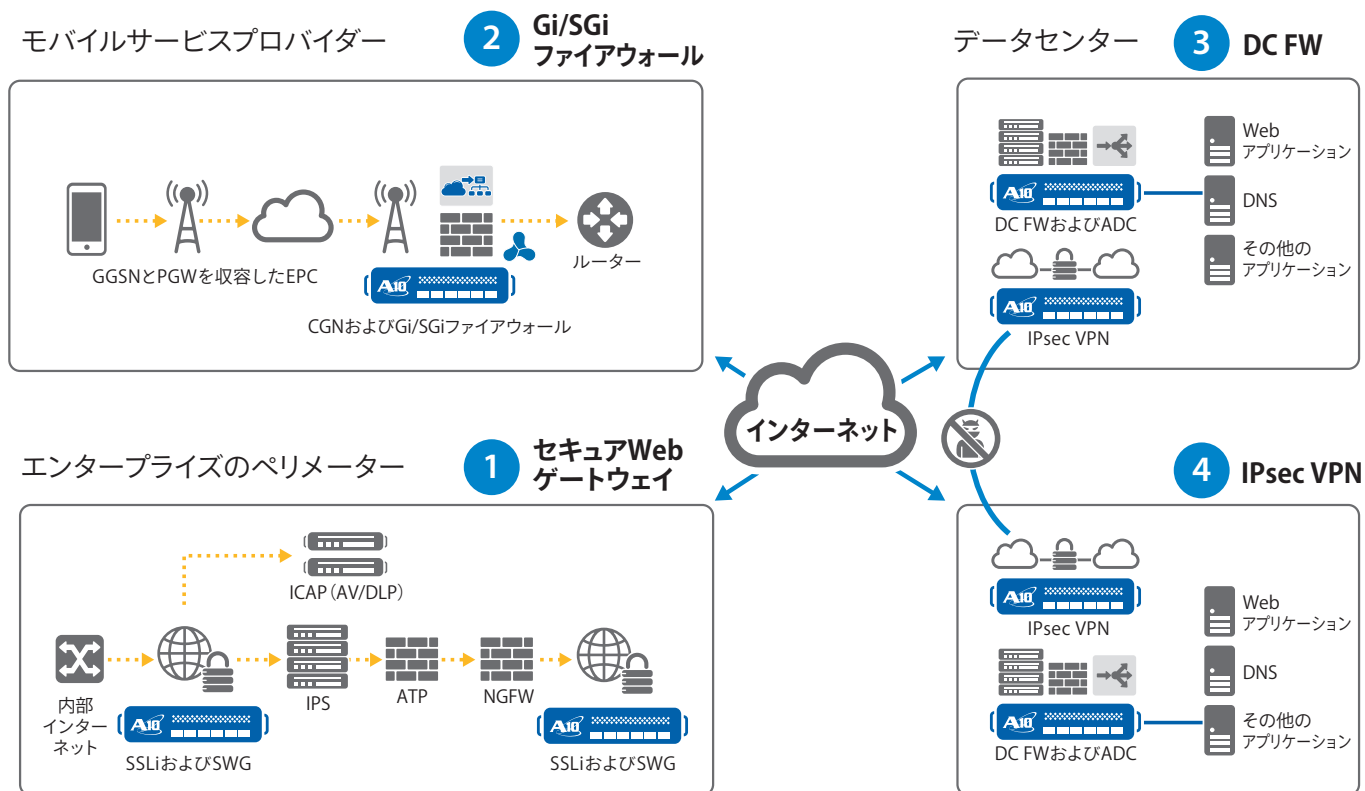 モバイルサービスプロバイダー
2
Gi/SGi
ファイアウォール
GGSNとPGWを収容したEPC
A10
CGNおよびGi/SGiファイアウォール
ルーター
データセンター
3
DC FW
A10
DC FWおよびADC
A10
IPsec VPN
Web
アプリケーション
DNS
その他の
アプリケーション
インターネット
エンタープライズのペリメーター
1
セキュアWeb
ゲートウェイ
ICAP（AV/DLP）
内部
インター
ネット
A10
SSLiおよびSWG
IPS
ATP
NGFW
A10
SSLiおよびSWG
4
IPsec VPN
A10
IPsec VPN
A10
DC FWおよびADC
Web
アプリケーション
DNS
その他の
アプリケーション